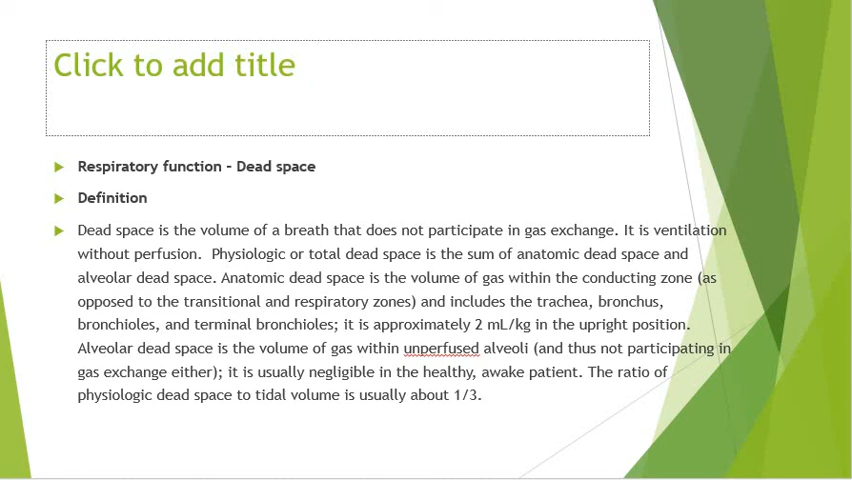 Click to add title
Respiratory function – Dead space
Definition
Dead space is the volume of a breath that does not participate in gas exchange. It is ventilation
without perfusion.  Physiologic or total dead space is the sum of anatomic dead space and
alveolar dead space. Anatomic dead space is the volume of gas within the conducting zone (as
opposed to the transitional and respiratory zones) and includes the trachea, bronchus,
bronchioles, and terminal bronchioles; it is approximately 2 mL/kg in the upright position.
Alveolar dead space is the volume of gas within unperfused alveoli (and thus not participating in
gas exchange either); it is usually negligible in the healthy, awake patient. The ratio of
physiologic dead space to tidal volume is usually about 1/3.